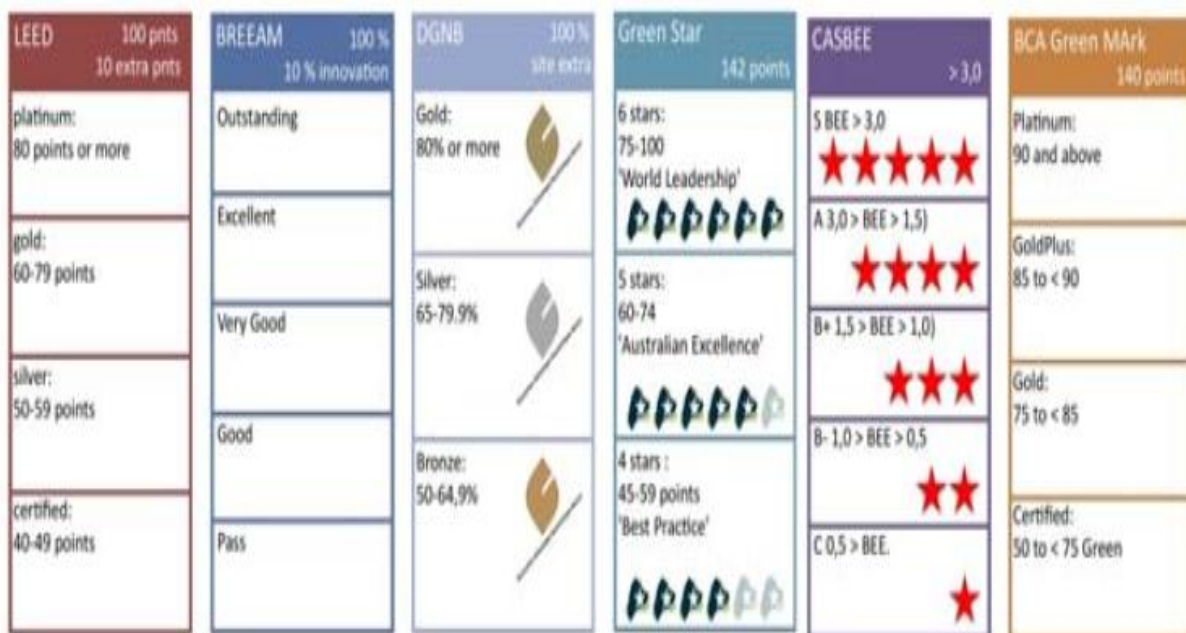 LEED 100 pnts
10 extra pnts
platinum:
80 points or more
gold:
60-79 points
silver:
50-59 points
certified:
40-49 points
BREEAM 100 %
10 % innovation
Outstanding
Excellent
Very Good
Good
Pass
DGNB 100 %
site extra
Gold:
80% or more
Silver:
65-79.9%
Bronze:
50-64,9%
Green Star
142 points
6 stars:
75-100
'World Leadership'
5 stars:
60-74
'Australian Excellence'
4 stars :
45-59 points
'Best Practice'
CASBEE
> 3,0
S BEE > 3,0
A 3,0 > BEE > 1,5)
B+ 1,5 > BEE > 1,0)
B- 1,0 > BEE > 0,5
C 0,5 > BEE.
BCA Green MArk
140 points
Platinum:
90 and above
GoldPlus:
85 to < 90
Gold:
75 to < 85
Certified:
50 to < 75 Green